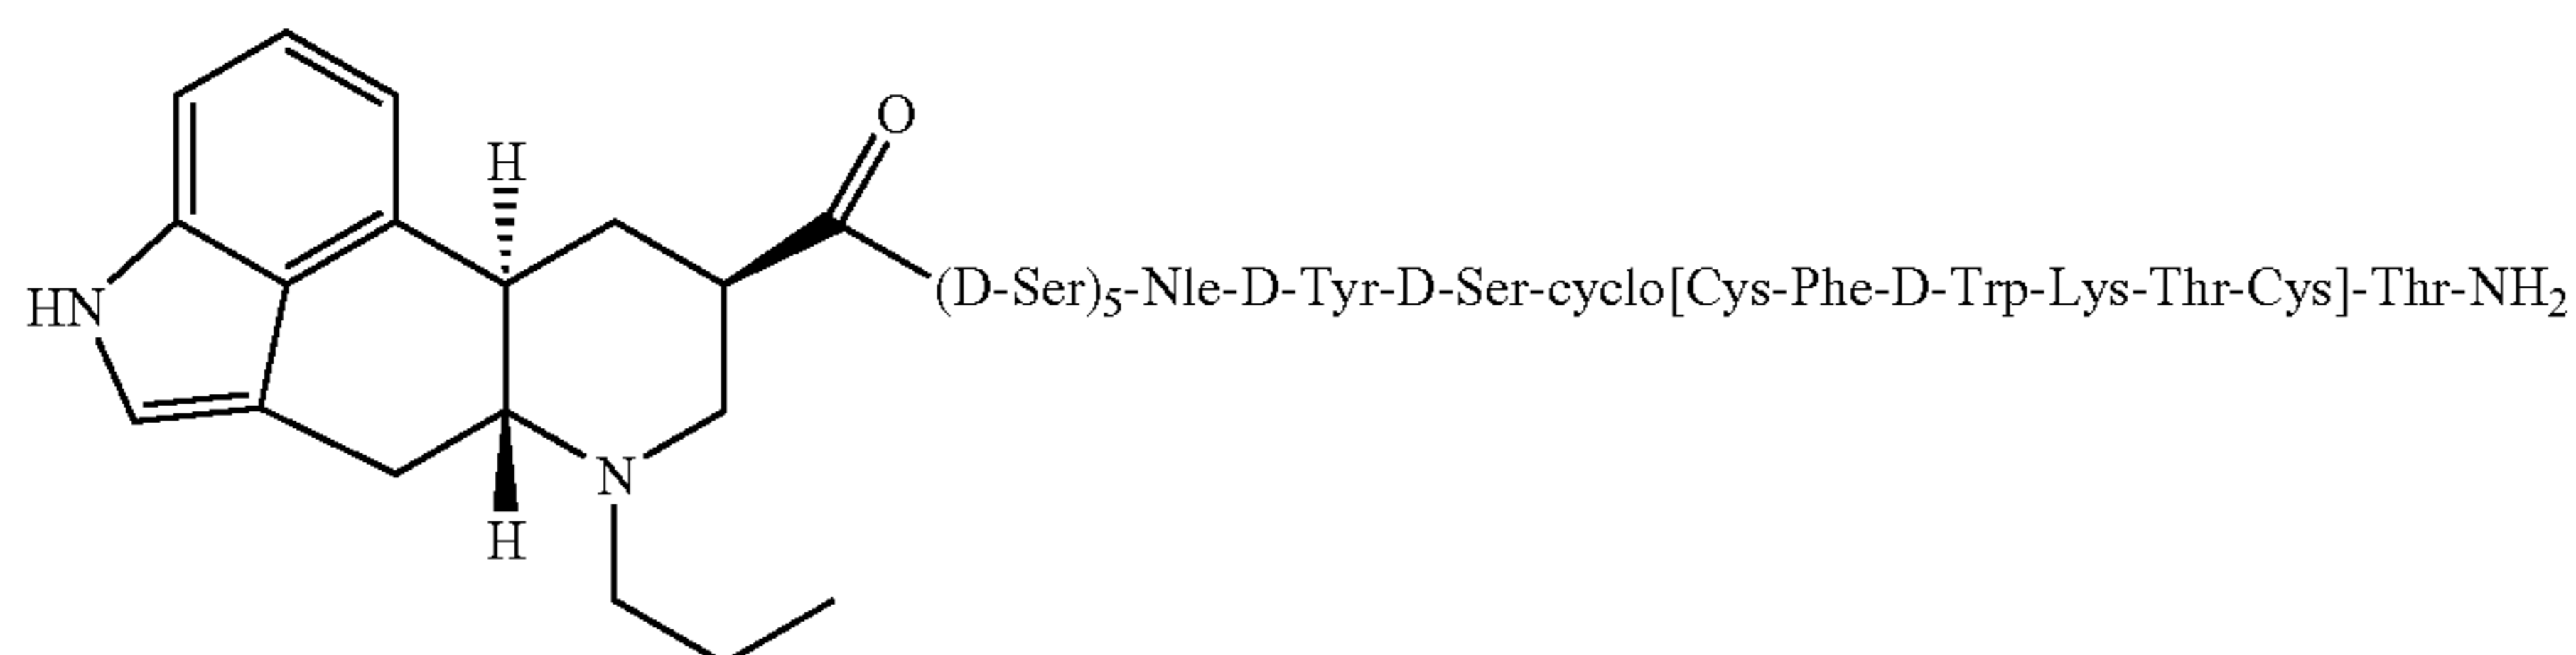 O
H
(D-Ser)5-Nle-D-Tyr-D-Ser-cyclo[Cys-Phe-D-Trp-Lys-Thr-Cys]-Thr-NH2
HN
N
H